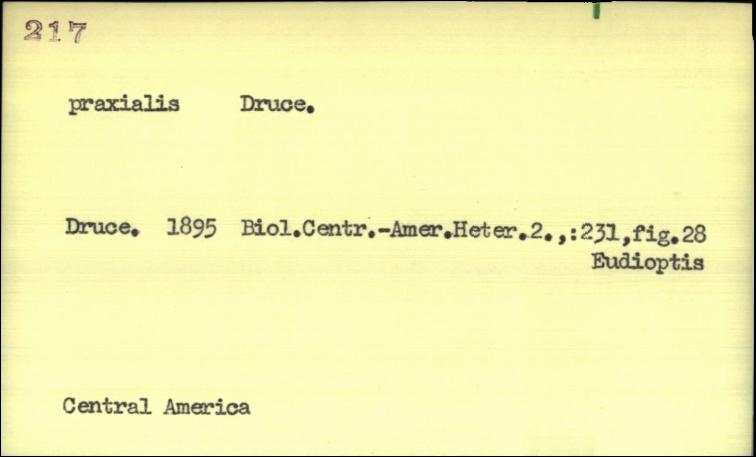 217
praxialis Druce.
Druce. 1895 Biol.Centr.-Amer.Heter.2.,:231,fig.28
Eudioptis
Central America